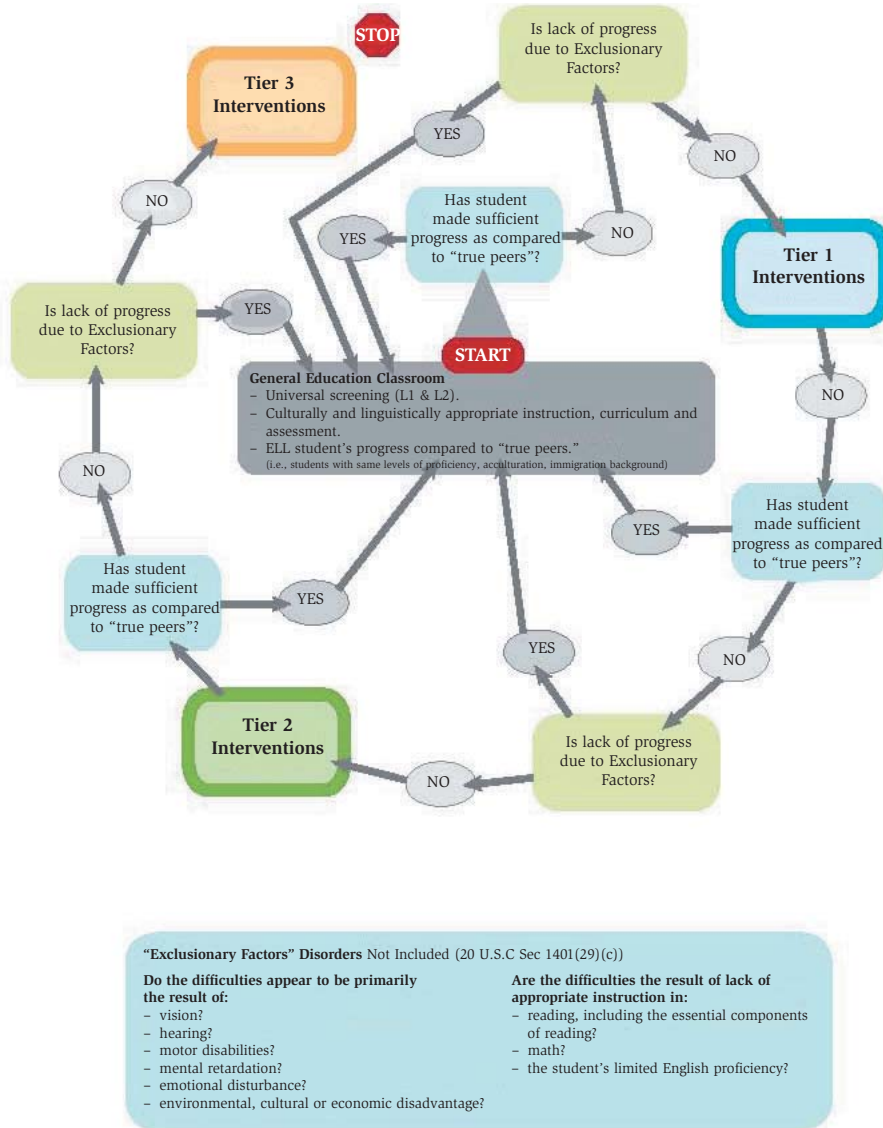 STOP
Is lack of progress
due to Exclusionary
Factors?
Tier 3
Interventions
YES
NO
NO
Has student
made sufficient
progress as compared
to “true peers”?
YES
NO
Tier 1
Interventions
Is lack of progress
due to Exclusionary
Factors?
YES
START
General Education Classroom
– Universal screening (L1 & L2).
– Culturally and linguistically appropriate instruction, curriculum and
assessment.
– ELL student’s progress compared to “true peers.”
(i.e., students with same levels of proficiency, acculturation, immigration background)
NO
NO
Has student
made sufficient
progress as compared
to “true peers”?
YES
Has student
made sufficient
progress as compared
to “true peers”?
YES
YES
NO
Tier 2
Interventions
Is lack of progress
due to Exclusionary
Factors?
NO
“Exclusionary Factors” Disorders Not Included (20 U.S.C Sec 1401(29)(c))
Do the difficulties appear to be primarily
the result of:
– vision?
– hearing?
– motor disabilities?
– mental retardation?
– emotional disturbance?
– environmental, cultural or economic disadvantage?
Are the difficulties the result of lack of
appropriate instruction in:
– reading, including the essential components
of reading?
– math?
– the student’s limited English proficiency?